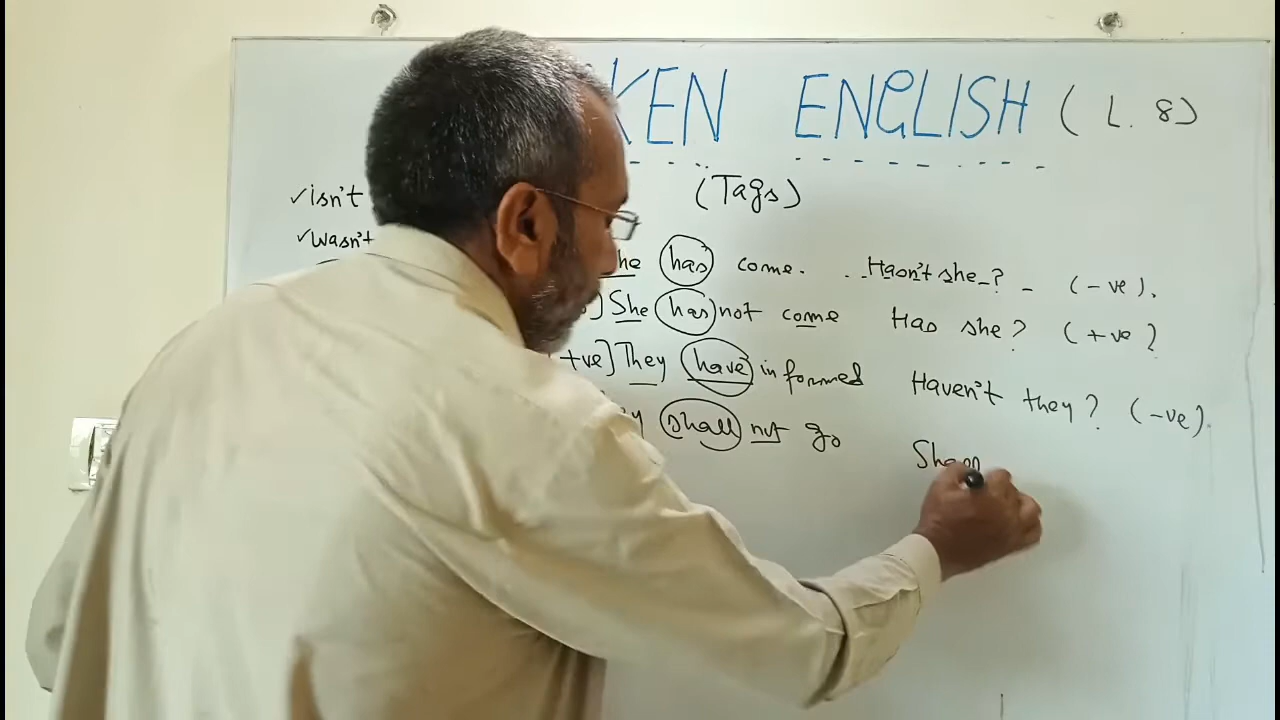 KEN ENGLISH ( L. 8)
(Tags)
✓isn't
✓wasn't
he has come. .. Hasn't she ? - (-ve).
] She has not come Has she? (+ve)
+ve] They have informed Haven't they? (-ve).
shall not go